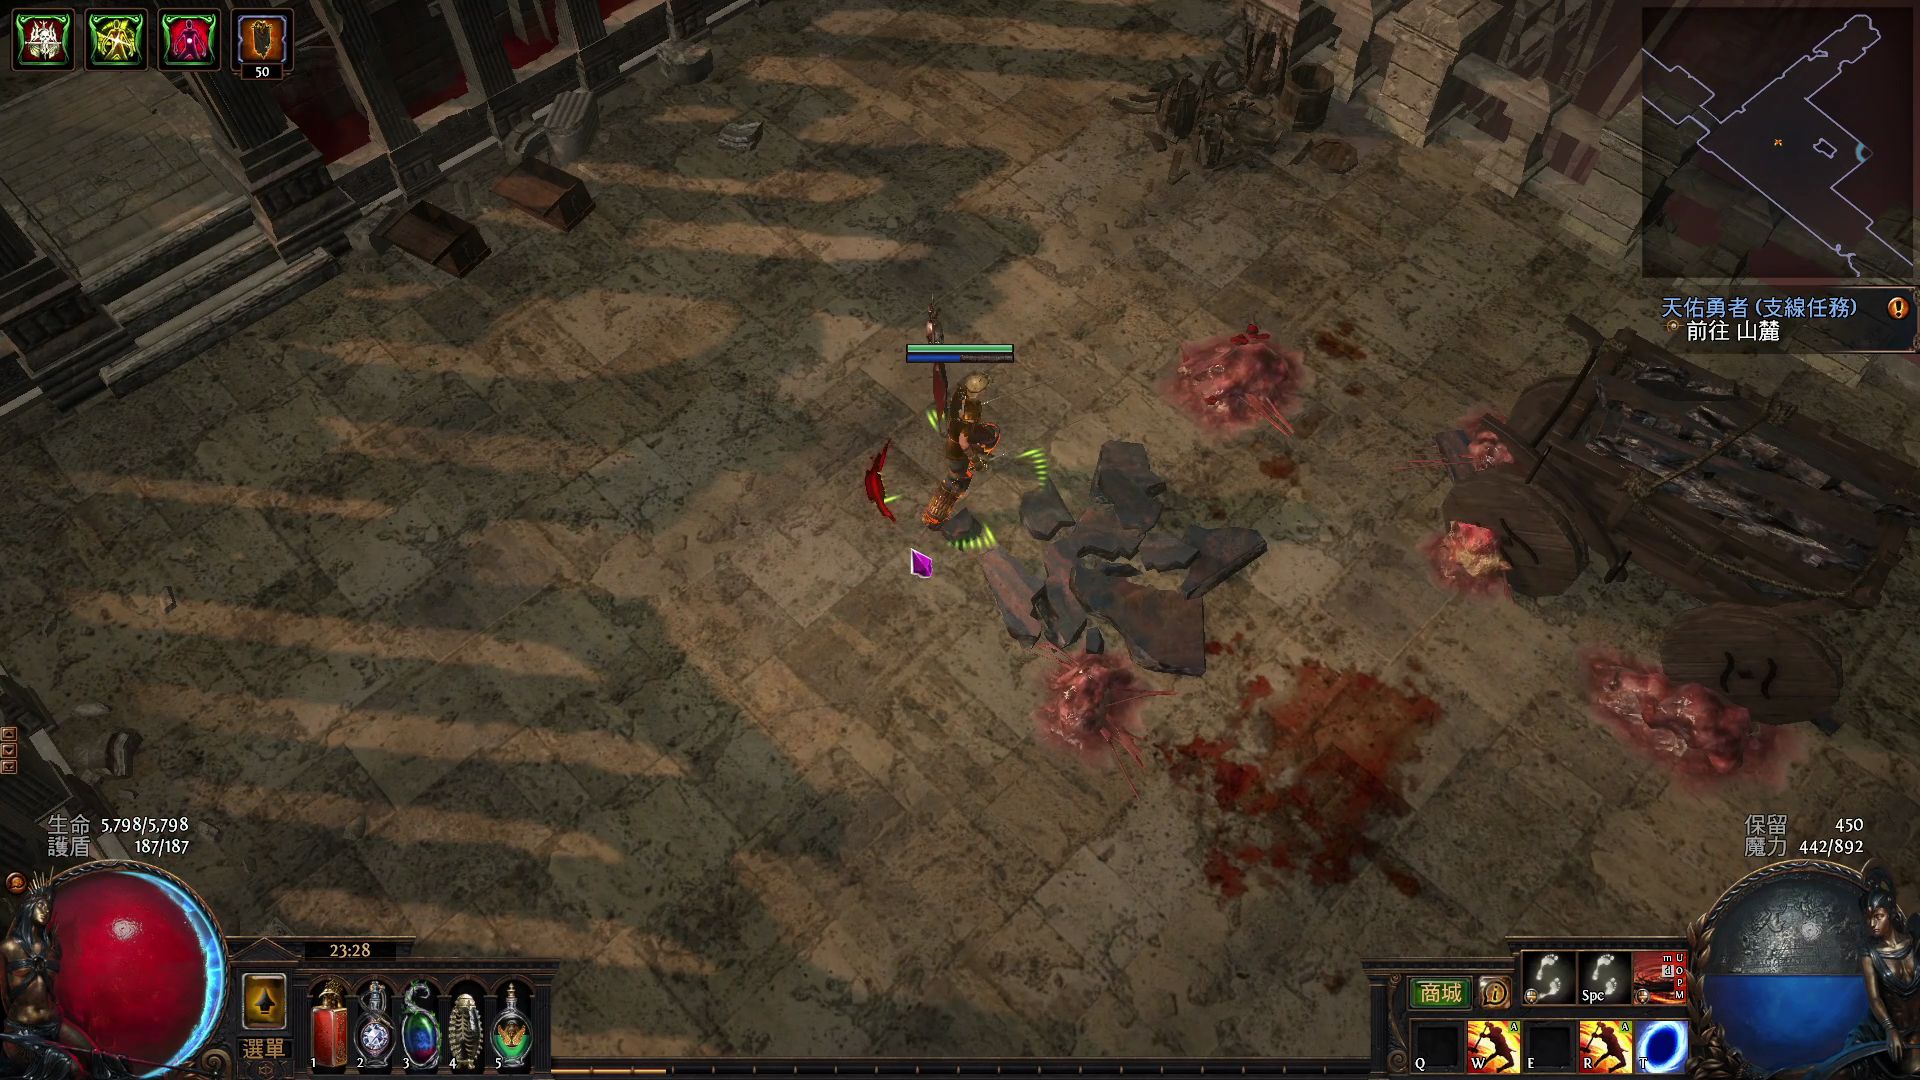 50
天佑勇者 (支線任務)
前往 山麓
生命 5,798/5,798
護盾 187/187
保留 450
魔力 442/892
23:28
商城
Spc
選單
1 2 3 4 5
Q W A E R A T